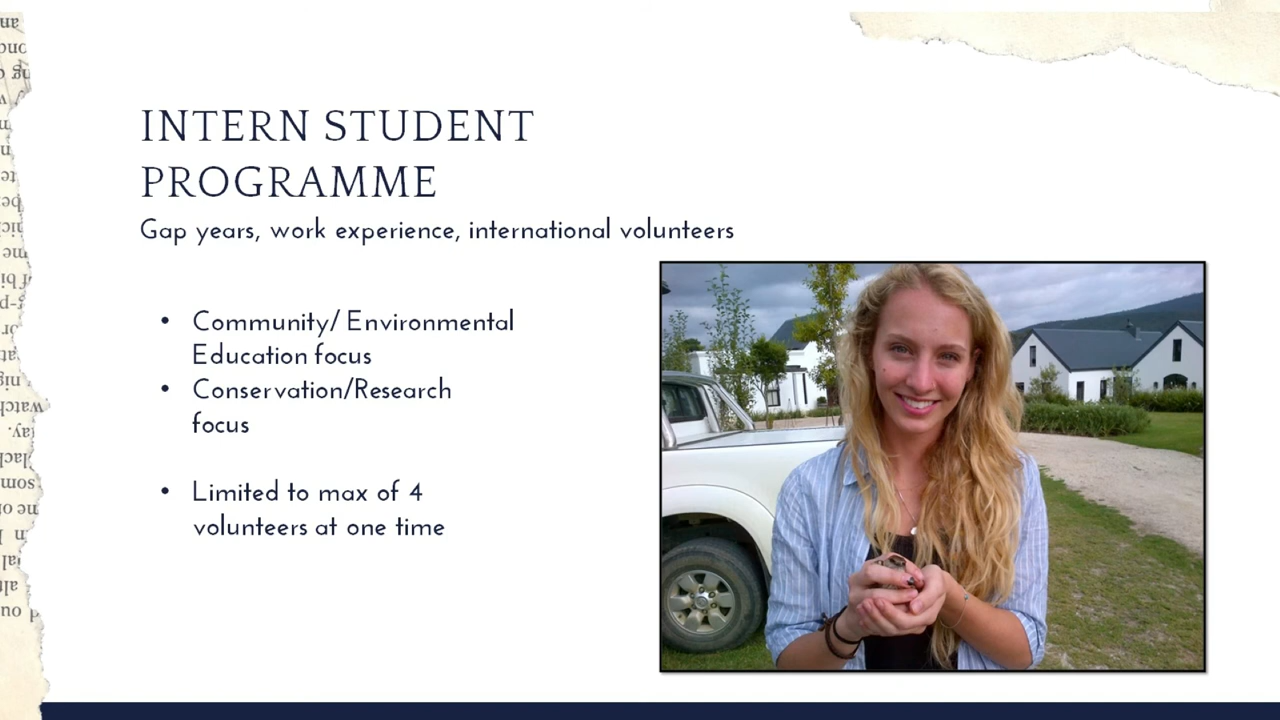 INTERN STUDENT
PROGRAMME
Gap years, work experience, international volunteers
• Community/ Environmental
Education focus
• Conservation/Research
focus
• Limited to max of 4
volunteers at one time